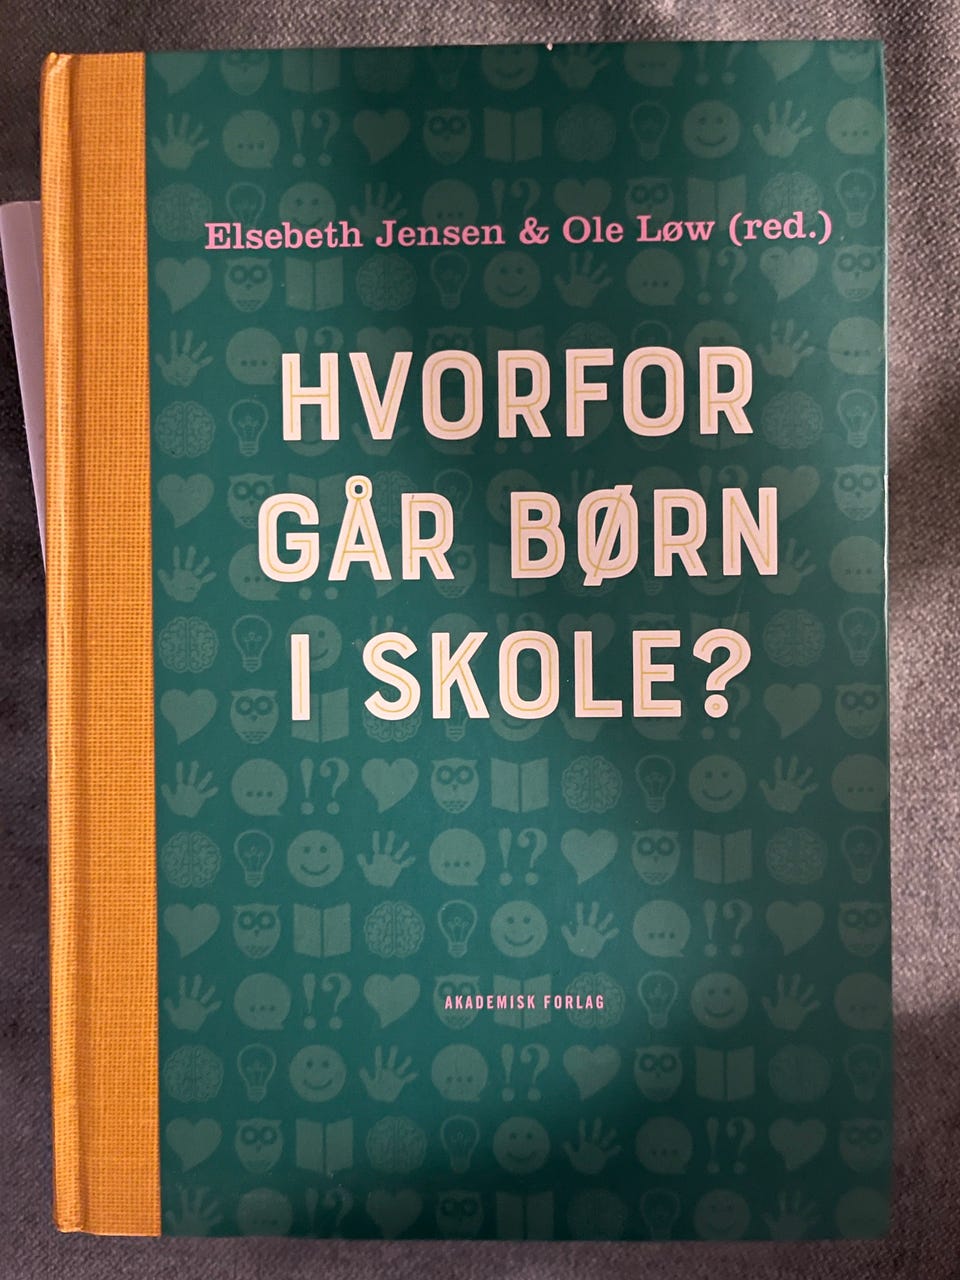 Elsebeth Jensen & Ole Løw (red.)
HVORFOR
GÅR BØRN
I SKOLE?
AKADEMISK FORLAG